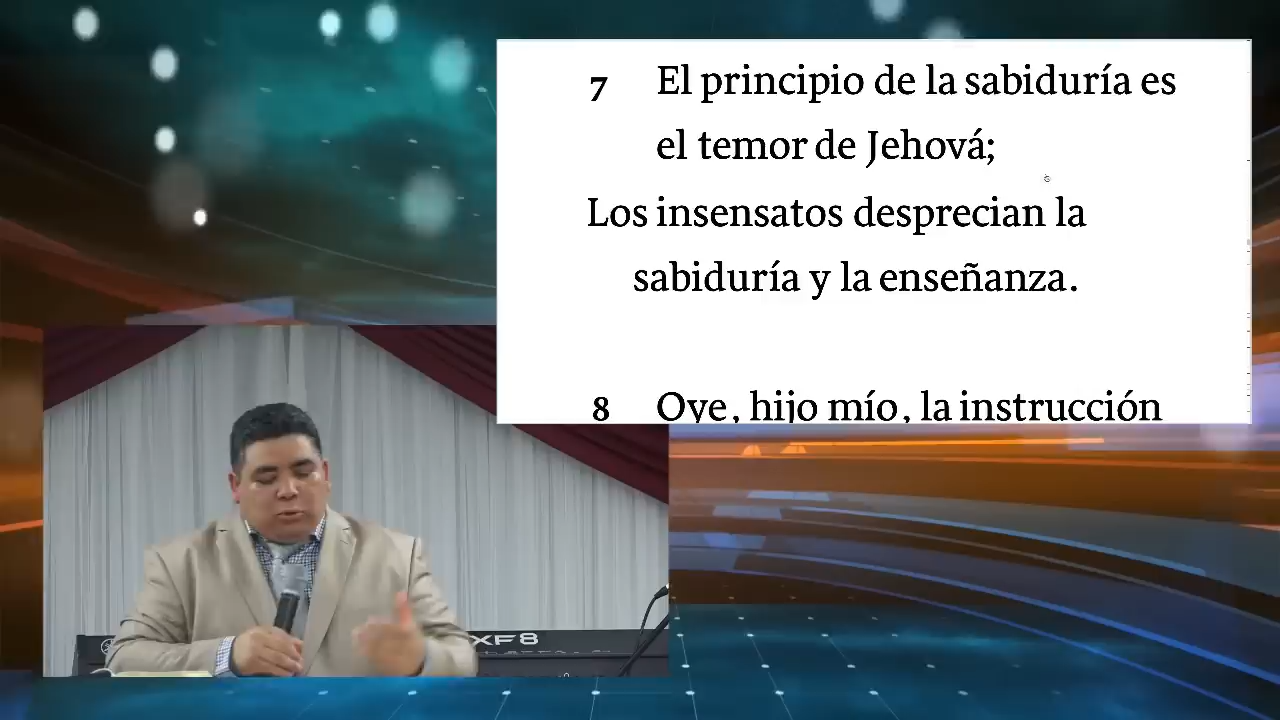 7 El principio de la sabiduría es
el temor de Jehová;
Los insensatos desprecian la
sabiduría y la enseñanza.
8 Oye, hijo mío, la instrucción
XF8